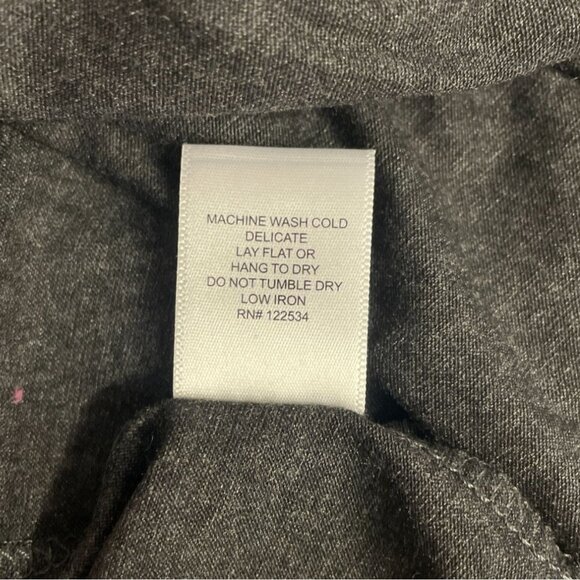 MACHINE WASH COLD
DELICATE
LAY FLAT OR
HANG TO DRY
DO NOT TUMBLE DRY
LOW IRON
RN# 122534